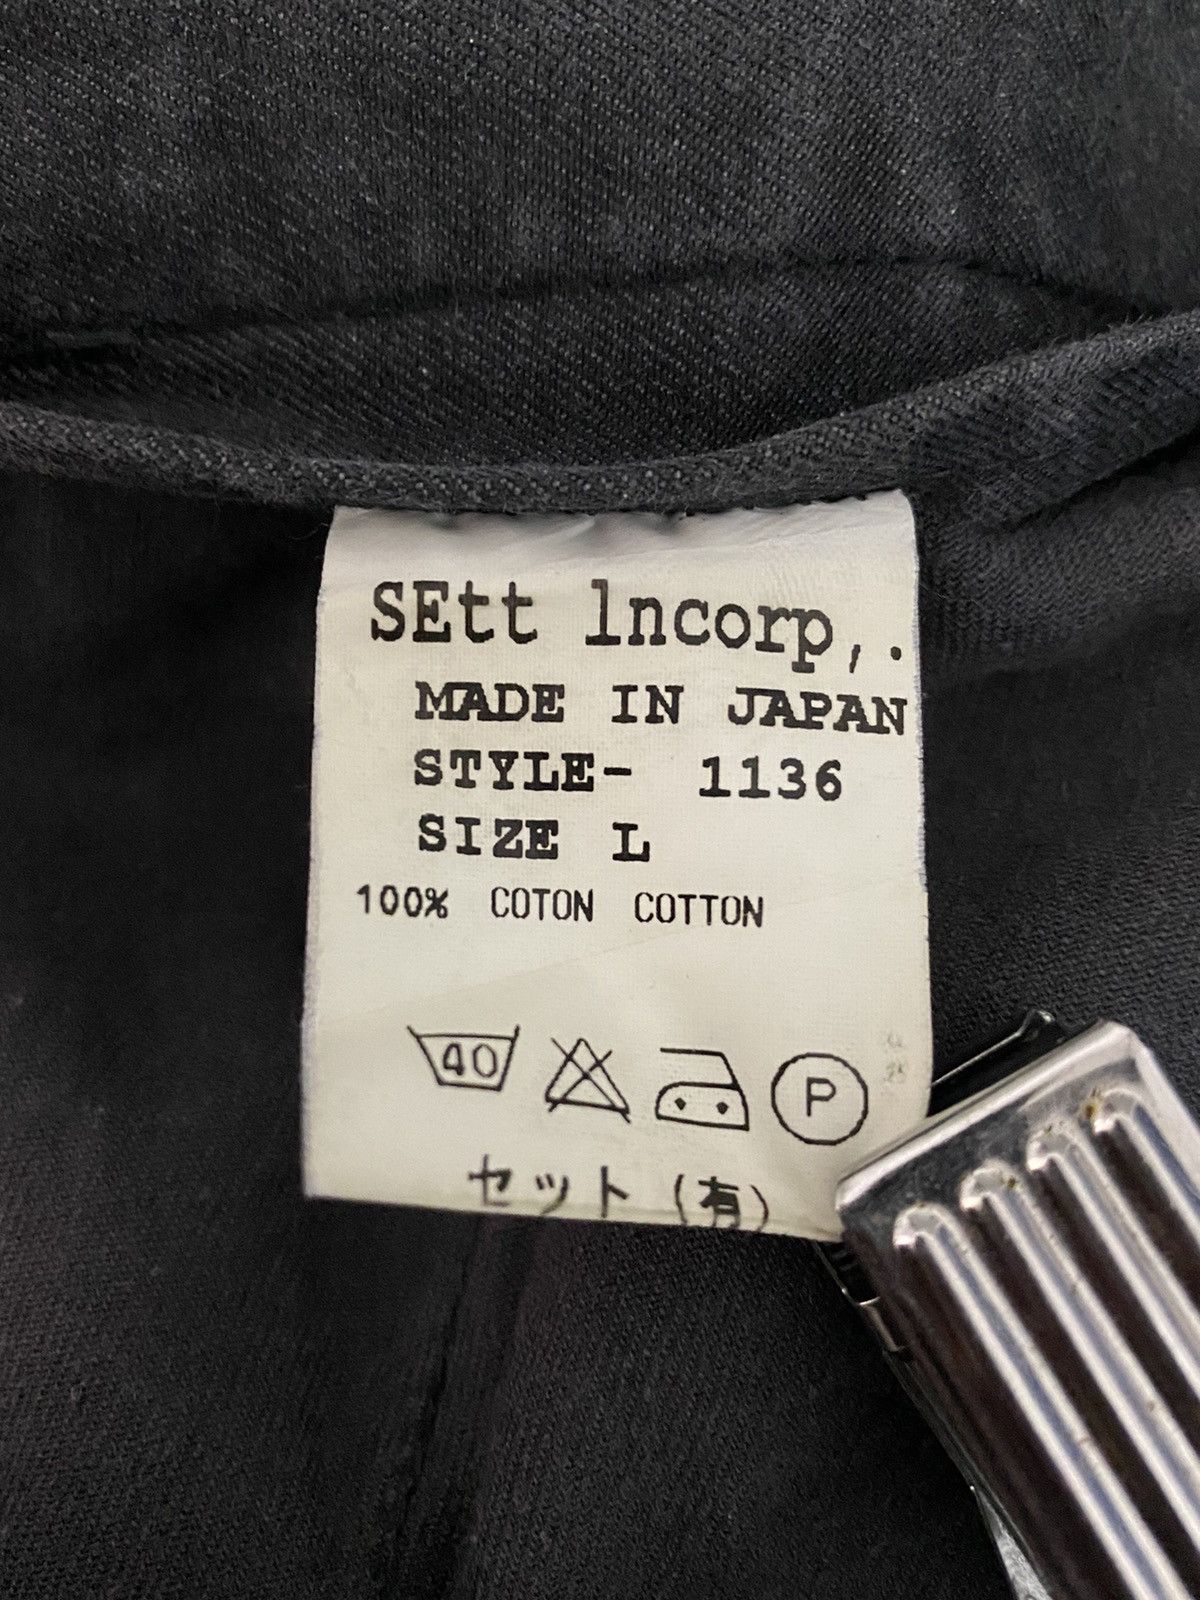 SEtt lncorp,.
MADE IN JAPAN
STYLE- 1136
SIZE L
100% COTON COTTON
40 P
セット (有)